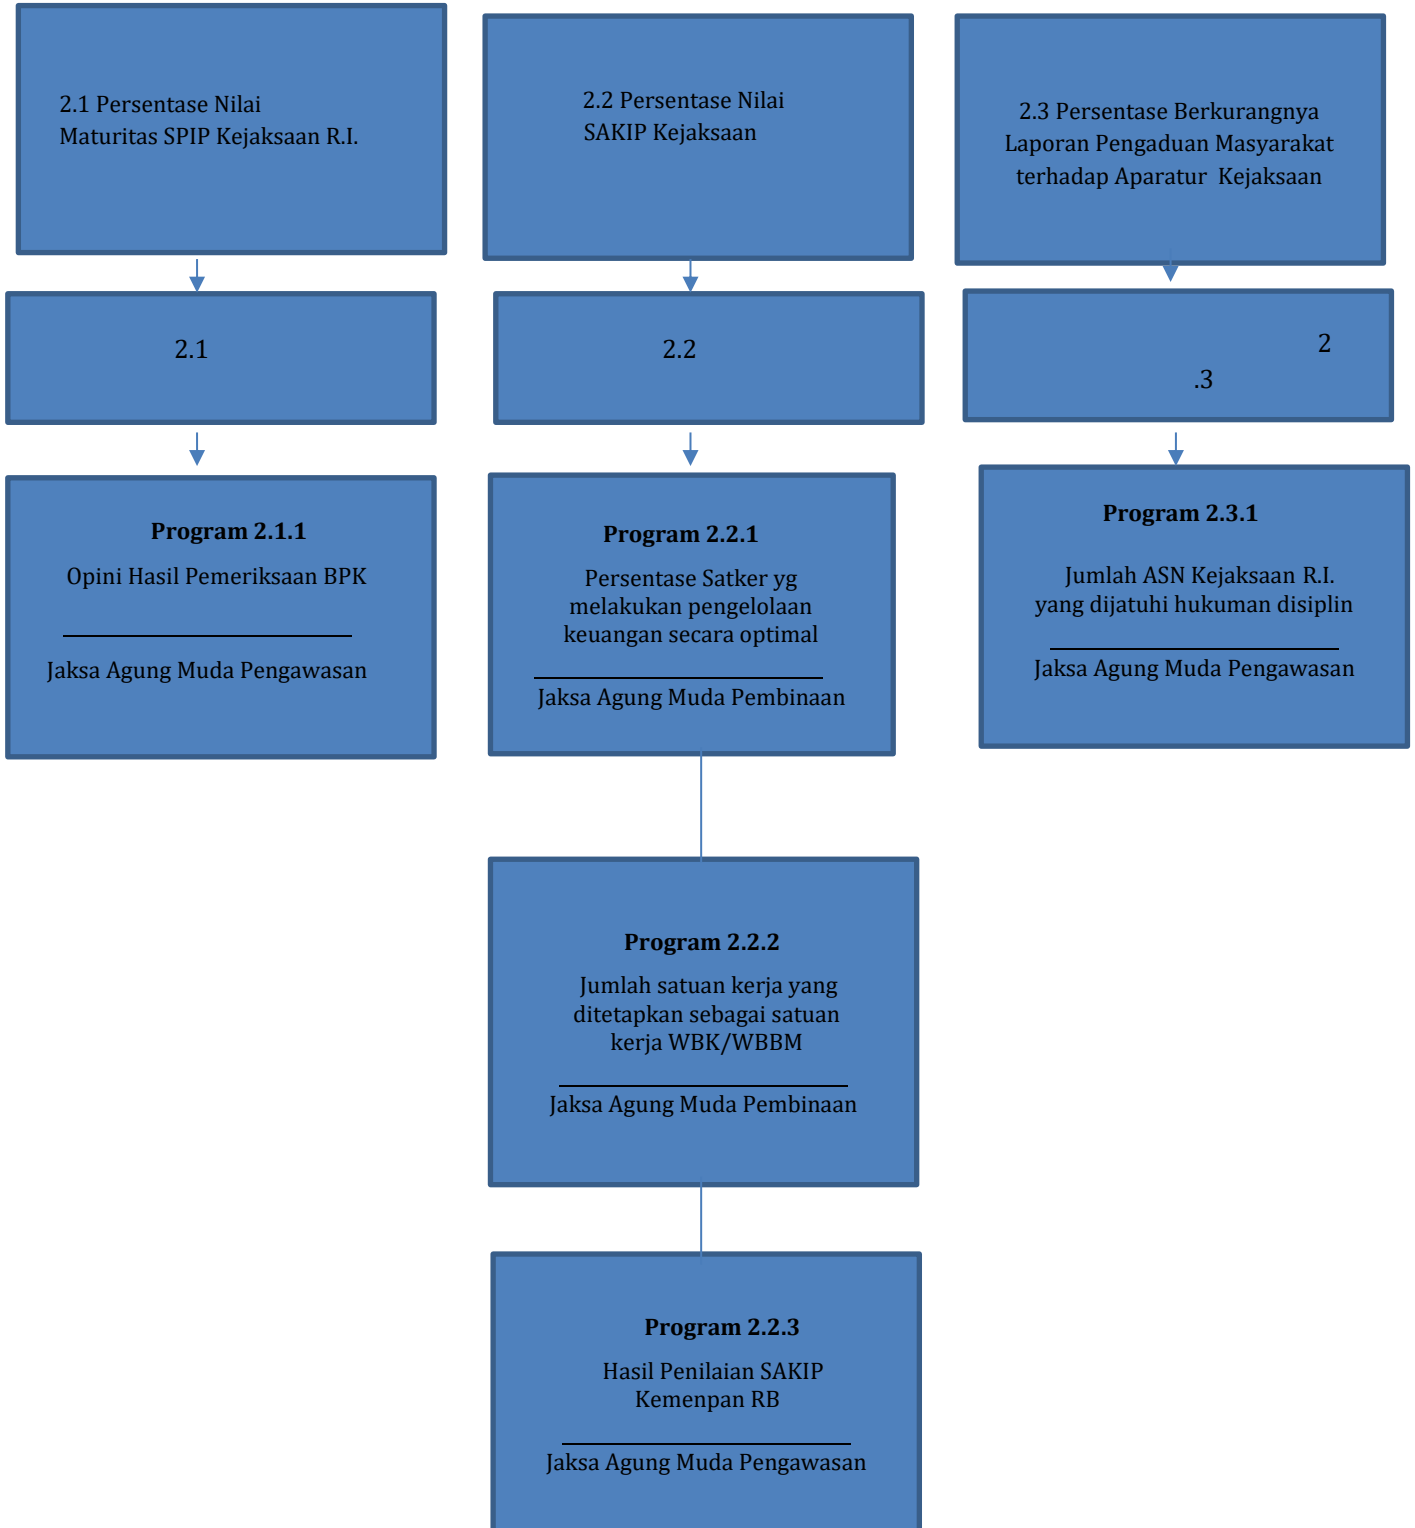 2.1 Persentase Nilai
Maturitas SPIP Kejaksaan R.I.
2.2 Persentase Nilai
SAKIP Kejaksaan
2.3 Persentase Berkurangnya
Laporan Pengaduan Masyarakat
terhadap Aparatur Kejaksaan
2.1
2.2
2
.3
Program 2.1.1
Opini Hasil Pemeriksaan BPK
Jaksa Agung Muda Pengawasan
Program 2.2.1
Persentase Satker yg
melakukan pengelolaan
keuangan secara optimal
Jaksa Agung Muda Pembinaan
Program 2.3.1
Jumlah ASN Kejaksaan R.I.
yang dijatuhi hukuman disiplin
Jaksa Agung Muda Pengawasan
Program 2.2.2
Jumlah satuan kerja yang
ditetapkan sebagai satuan
kerja WBK/WBBM
Jaksa Agung Muda Pembinaan
Program 2.2.3
Hasil Penilaian SAKIP
Kemenpan RB
Jaksa Agung Muda Pengawasan